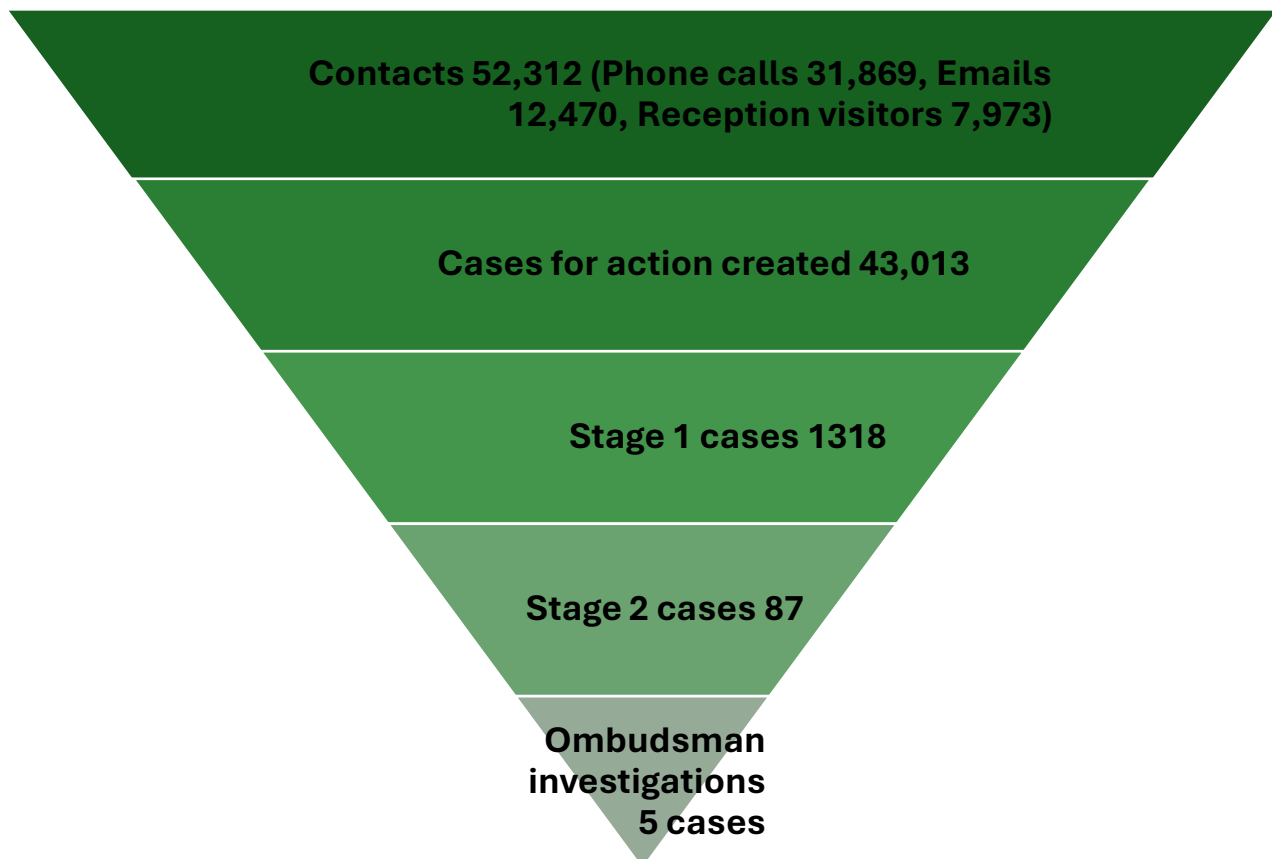 Contacts 52,312 (Phone calls 31,869, Emails
12,470, Reception visitors 7,973)
Cases for action created 43,013
Stage 1 cases 1318
Stage 2 cases 87
Ombudsman
investigations
5 cases